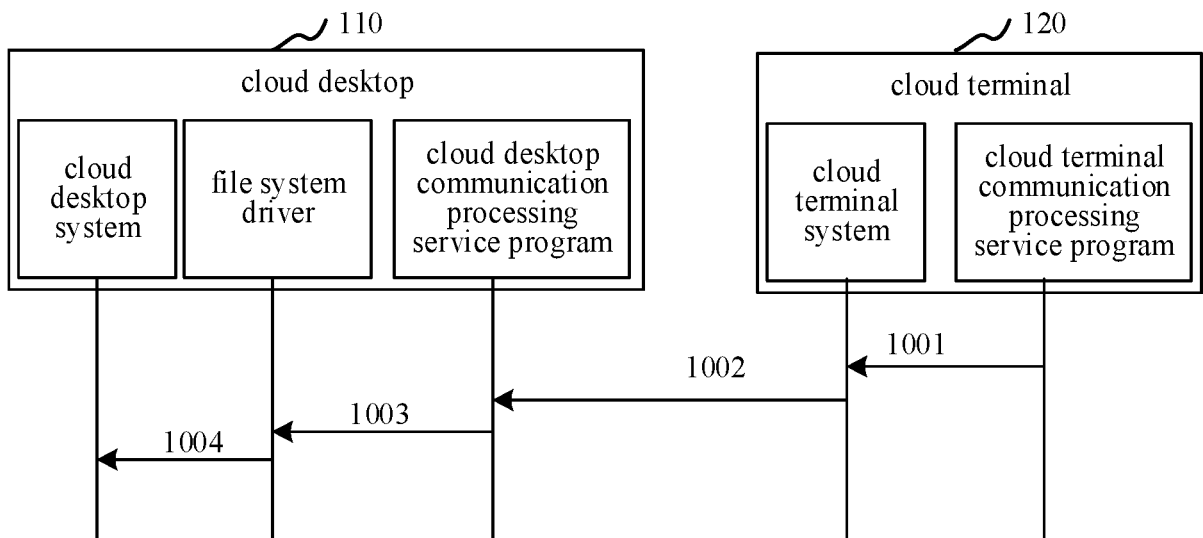 110
120
cloud desktop
cloud terminal
cloud
desktop
system
file system
driver
cloud desktop
communication
processing
service program
cloud
terminal
system
cloud terminal
communication
processing
service program
1001
1002
1003
1004